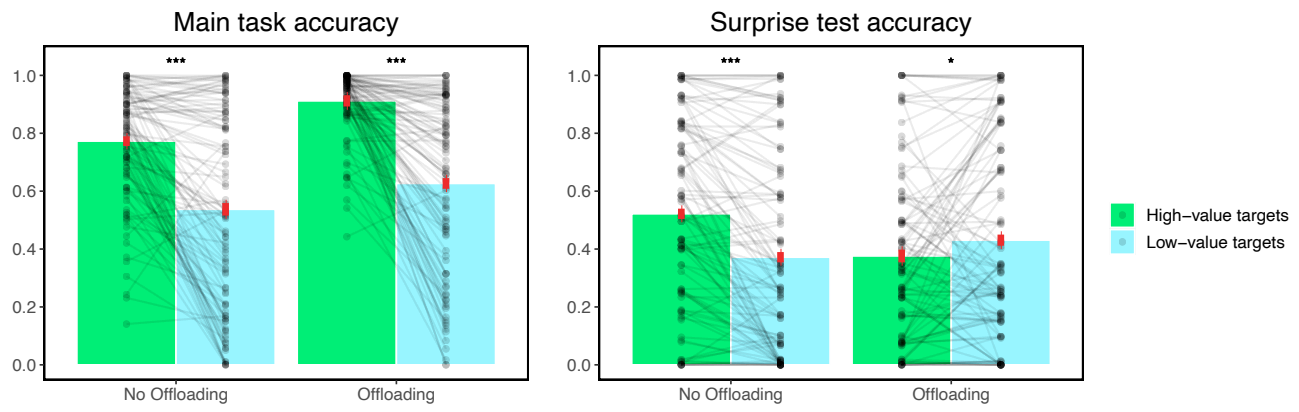 Main task accuracy
Surprise test accuracy
***
***
***
*
1.0
0.8
0.6
0.4
0.2
0.0
1.0
0.8
0.6
0.4
0.2
0.0
No Offloading
Offloading
No Offloading
Offloading
High−value targets
Low−value targets